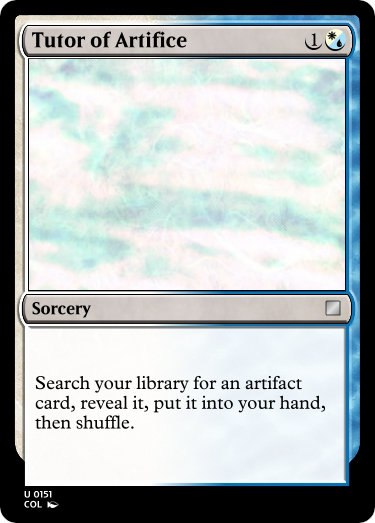 Tutor of Artifice 1
Sorcery
Search your library for an artifact
card, reveal it, put it into your hand,
then shuffle.
U 0151
COL